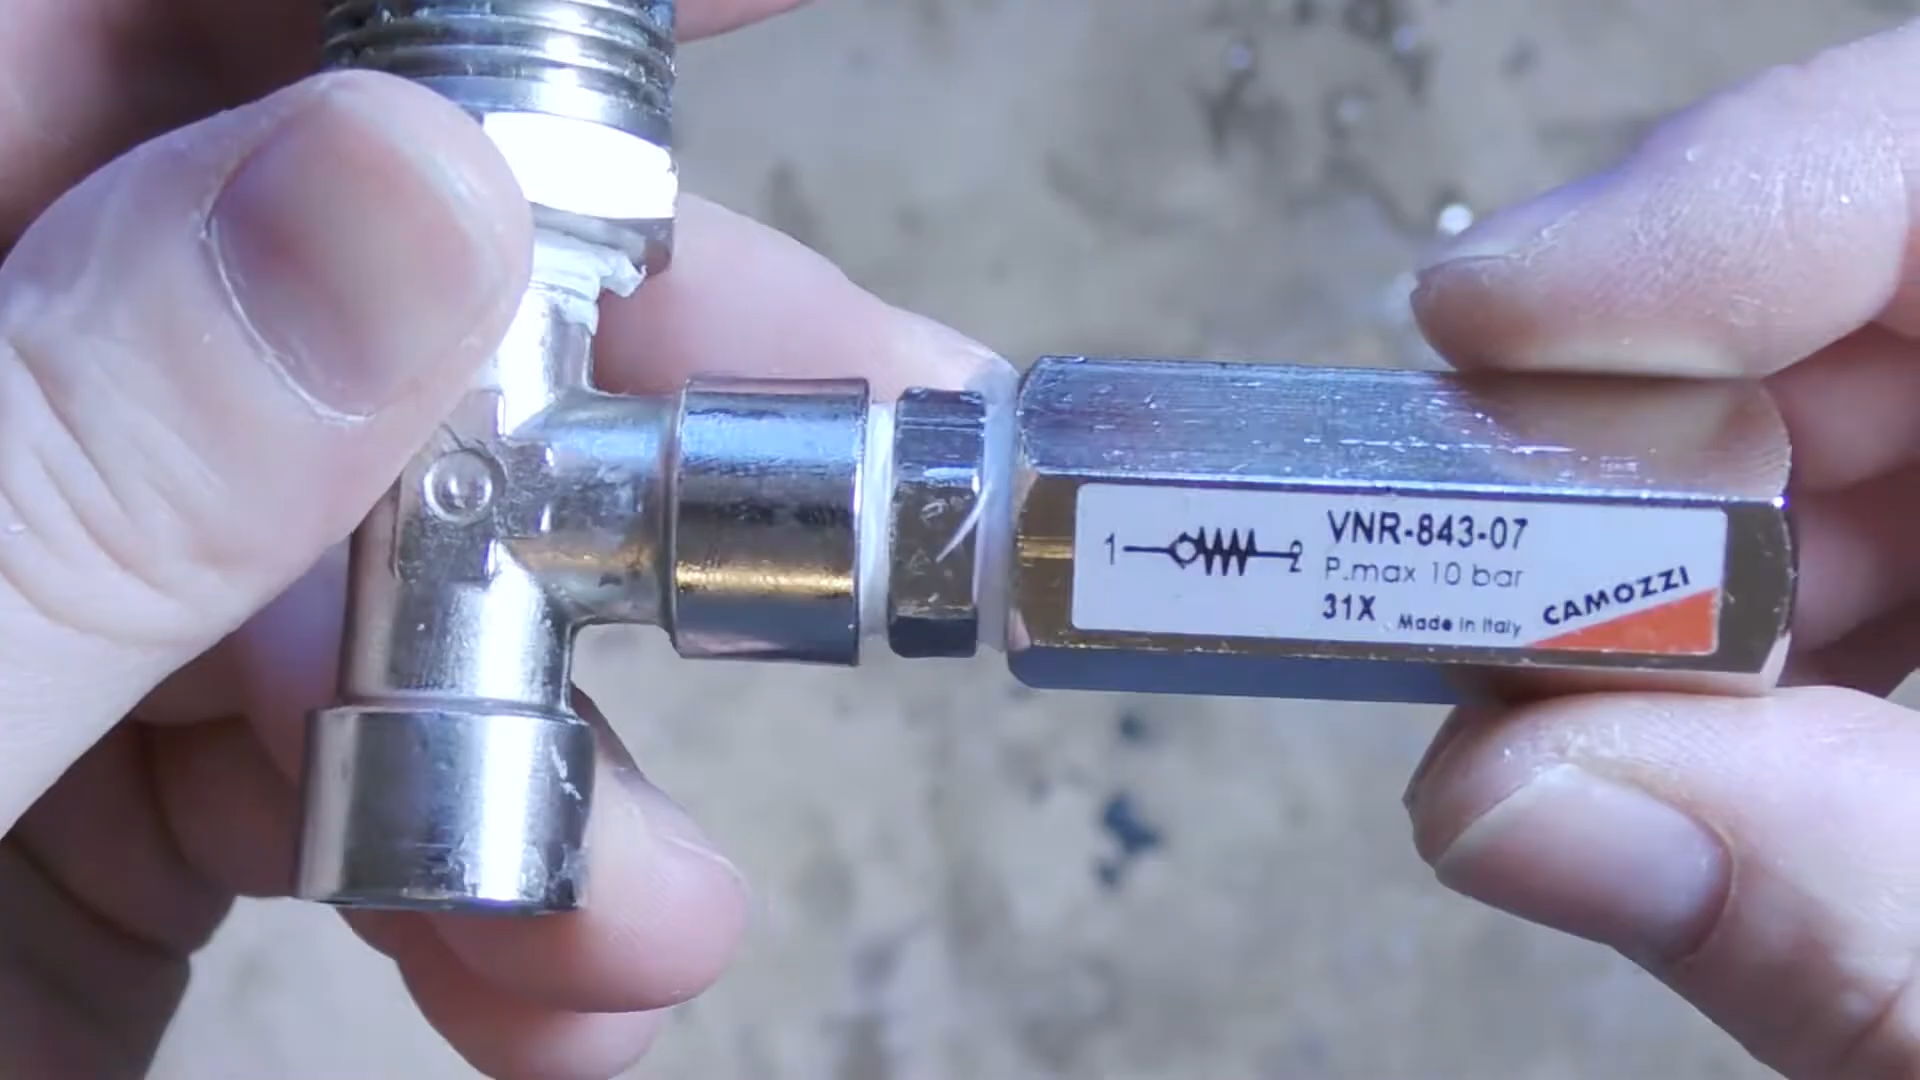 1 2
VNR-843-07
P.max 10 bar
31X Made in Italy
CAMOZZI